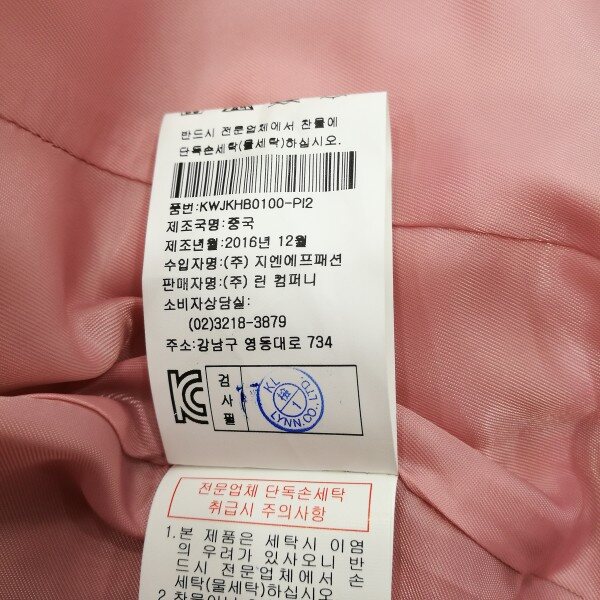 반드시 전문업체에서 찬물에
단독손세탁(물세탁)하십시오.
품번:KWJKHB0100-PI2
제조국명:중국
제조년월:2016년 12월
수입자명:(주) 지엔에프패션
판매자명:(주) 린 컴퍼니
소비자상담실:
(02)3218-3879
주소:강남구 영동대로 734
검사필
KL
1
LYNN.CO.,LTD.
전문업체 단독손세탁
취급시 주의사항
1.본 제품은 세탁시 이염
의 우려가 있사오니 반
드시 전문업체에서 손
세탁(물세탁)하십시오
2.